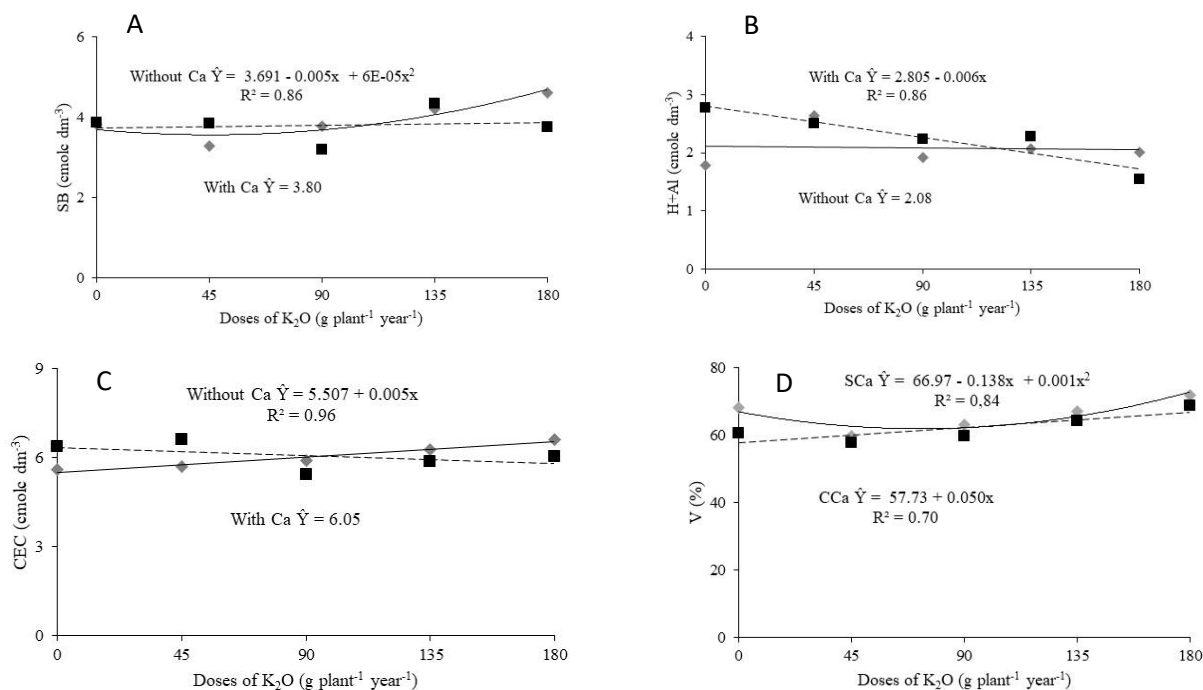 A
6
4
2
0
SB (cmolc dm⁻³)
Without Ca Ŷ = 3.691 - 0.005x + 6E-05x²
R² = 0.86
With Ca Ŷ = 3.80
0 45 90 135 180
Doses of K₂O (g plant⁻¹ year⁻¹)
B
4
3
2
1
0
H+Al (cmolc dm⁻³)
With Ca Ŷ = 2.805 - 0.006x
R² = 0.86
Without Ca Ŷ = 2.08
0 45 90 135 180
Doses of K₂O (g plant⁻¹ year⁻¹)
C
9
6
3
0
CEC (cmolc dm⁻³)
Without Ca Ŷ = 5.507 + 0.005x
R² = 0.96
With Ca Ŷ = 6.05
0 45 90 135 180
Doses of K₂O (g plant⁻¹ year⁻¹)
D
80
60
40
20
0
V (%)
SCa Ŷ = 66.97 - 0.138x + 0.001x²
R² = 0,84
CCa Ŷ = 57.73 + 0.050x
R² = 0.70
0 45 90 135 180
Doses of K₂O (g plant⁻¹ year⁻¹)